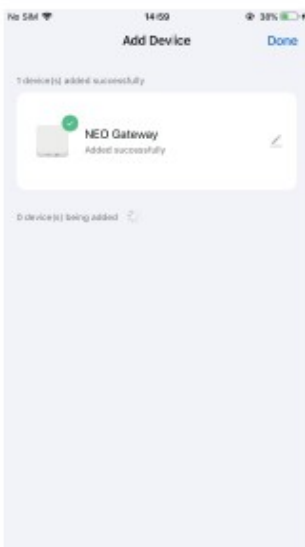 No SIM 14:59 38%
Add Device Done
1 device(s) added successfully
NEO Gateway
Added successfully
0 device(s) being added